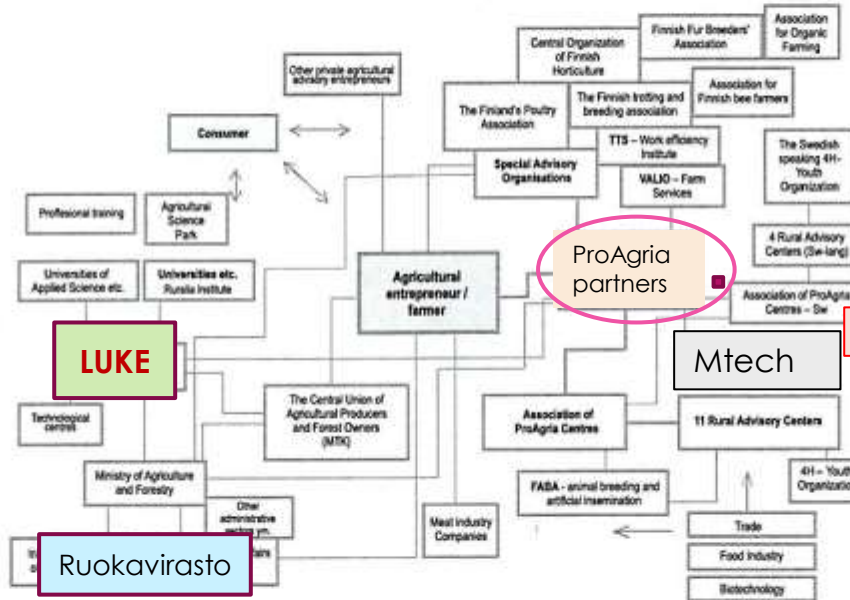 Finnish Fur Breeders'
Association
Association
for Organic
Farming
Central Organization
of Finnish
Horticulture
Other private agricultural
advisory entrepreneurs
The Finland's Poultry
Association
The Finnish trotting and
breeding association
Association for
Finnish bee farmers
Consumer
TTS – Work efficiency
Institute
The Swedish
speaking 4H-
Youth
Organization
Special Advisory
Organisations
VALIO – Farm
Services
Proffesional training
Agricultural
Science
Park
4 Rural Advisory
Centers (Sw-lang)
ProAgria
partners
Agricultural
entrepreneur /
farmer
Universities of
Applied Science etc.
Universities etc.
Ruralia Institute
Association of ProAgria
Centres – Sw
LUKE
Mtech
Technological
centres
The Central Union of
Agricultural Producers
and Forest Owners
(MTK)
Association of
ProAgria Centres
11 Rural Advisory Centers
Ministry of Agriculture
and Forestry
FABA - animal breeding and
artificial insemination
4H – Youth
Organizatio
Other
administrative
Meat Industry
Companies
Trade
Food Industry
Biotechnology
Ruokavirasto